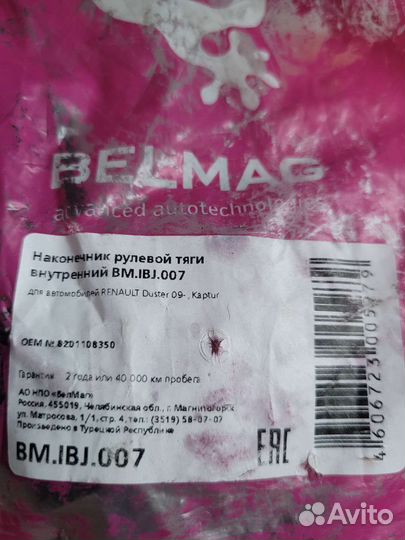 BELMAG
advanced autotechnologies
Наконечник рулевой тяги
внутренний BM.IBJ.007
для автомобилей RENAULT Duster 09- , Kaptur
OEM № 8201108350
Гарантия 2 года или 40 000 км пробега
АО НПО «БелМаг»
Россия, 455019, Челябинская обл., г. Магнитогорск
ул. Матросова, 1/1, стр. 4, тел.: (3519) 58-07-07
Произведено в Турецкой Республике
BM.IBJ.007
EAC
4606723005779
Avito